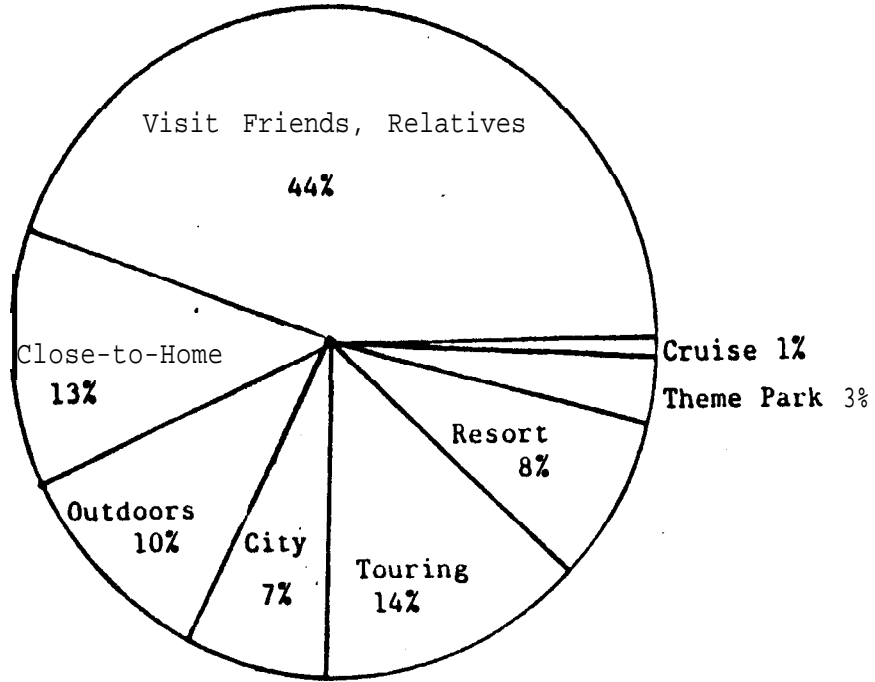 Visit Friends, Relatives
44%
Close-to-Home
13%
Cruise 1%
Theme Park 3%
Resort
8%
Outdoors
10%
City
7%
Touring
14%